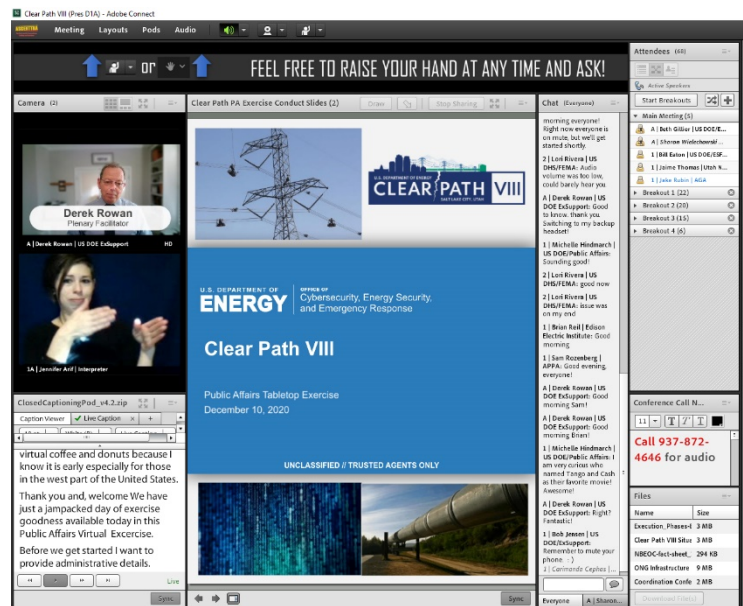 Clear Path VIII (Pres D1A) - Adobe Connect
Meeting Layouts Pods Audio
or
FEEL FREE TO RAISE YOUR HAND AT ANY TIME AND ASK!
Camera (2)
Derek Rowan
Plenary Facilitator
A | Derek Rowan | US DOE ExSupport HD
1A | Jennifer Arif | Interpreter
ClosedCaptioningPod_v4.2.zip
Caption Viewer Live Caption x +
virtual coffee and donuts because I
know it is early especially for those
in the west part of the United States.
Thank you and, welcome We have
just a jampacked day of exercise
goodness available today in this
Public Affairs Virtual Excercise.
Before we get started I want to
provide administrative details.
Live
Sync
Clear Path PA Exercise Conduct Slides (2)
Draw
Stop Sharing
U.S. DEPARTMENT OF ENERGY
CLEAR PATH VIII
SALT LAKE CITY, UTAH
U.S. DEPARTMENT OF
ENERGY
OFFICE OF
Cybersecurity, Energy Security,
and Emergency Response
Clear Path VIII
Public Affairs Tabletop Exercise
December 10, 2020
UNCLASSIFIED // TRUSTED AGENTS ONLY
Sync
Chat (Everyone)
morning everyone!
Right now everyone is
on mute, but we'll get
started shortly.
2 | Lori Rivera | US
DHS/FEMA: Audio
volume was too low,
could barely hear you
A | Derek Rowan | US
DOE ExSupport: Good
to know. thank you
Switching to my backup
headset!
1 | Michelle Hindmarch |
US DOE/Public Affairs:
Sounding good!
2 | Lori Rivera | US
DHS/FEMA: good now
2 | Lori Rivera | US
DHS/FEMA: issue was
on my end
1 | Brian Reil | Edison
Electric Institute: Good
morning
1 | Sam Rozenberg |
APPA: Good evening,
everyone!
A | Derek Rowan | US
DOE ExSupport: Good
morning Sam!
A | Derek Rowan | US
DOE ExSupport: Good
morning Brian!
1 | Michelle Hindmarch |
US DOE/Public Affairs: I
am very curious who
named Tango and Cash
as their favorite movie!
Awesome!
A | Derek Rowan | US
DOE ExSupport: Right?
Fantastic!
1 | Bob Jensen | US
DOE/ExSupport:
Remember to mute your
phone. : )
Everyone A | Sharon...
Attendees (68)
Active Speakers
Start Breakouts
Main Meeting (5)
A | Beth Gillier | US DOE/E...
A | Sharon Wielechowski ...
1 | Bill Eaton | US DOE/ESF...
1 | Jaime Thomas | Utah N...
1 | Jake Rubin | AGA
Breakout 1 (22)
Breakout 2 (20)
Breakout 3 (15)
Breakout 4 (6)
Conference Call N...
11
Call 937-872-
4646 for audio
Files
Name Size
Execution_Phases-E 3 MB
Clear Path VIII Situa 3 MB
NBEOC-fact-sheet_ 294 KB
ONG Infrastructure 9 MB
Coordination Confe 2 MB
Download File(s)